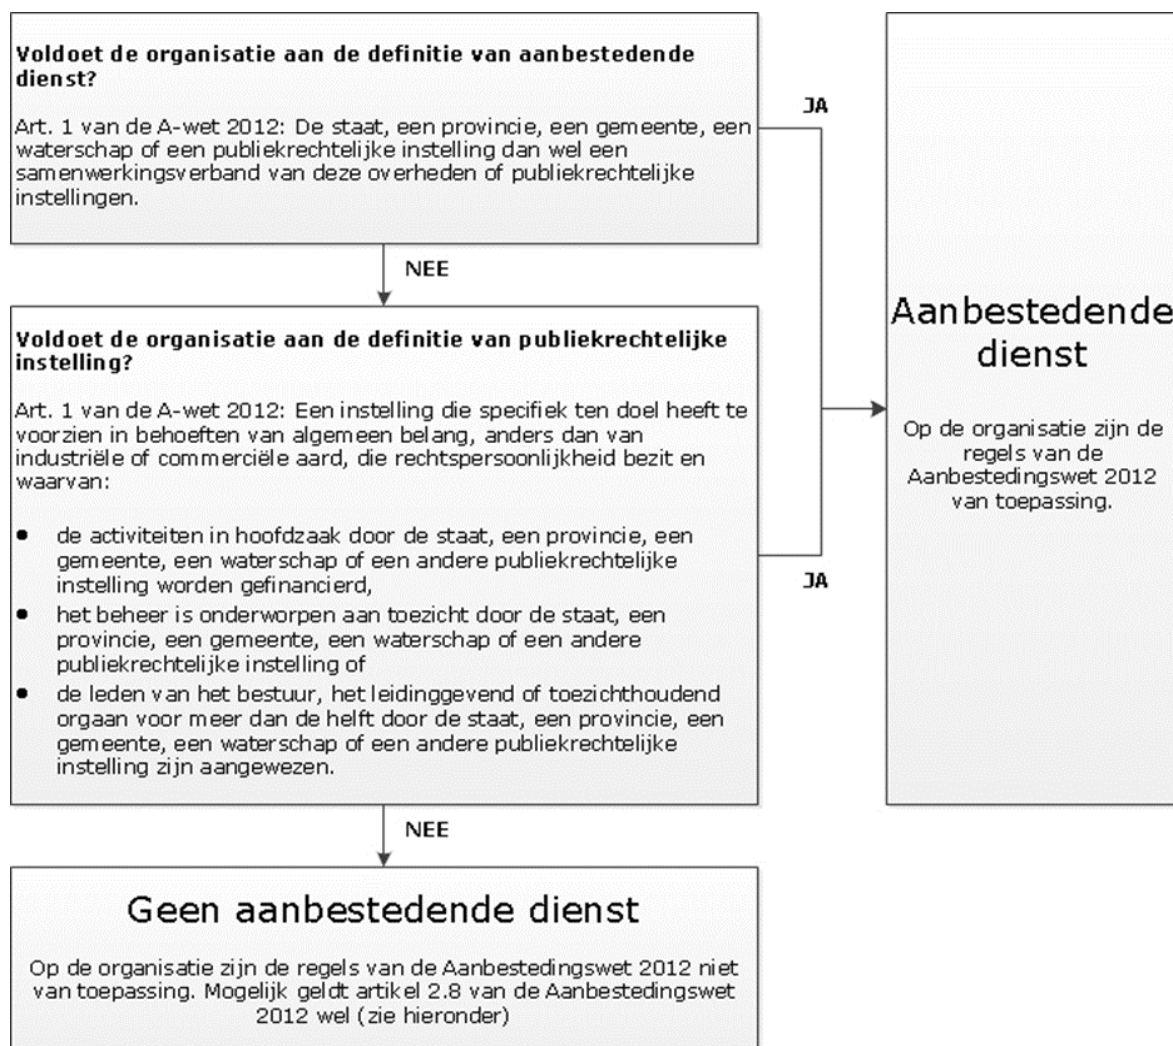 Voldoet de organisatie aan de definitie van aanbestedende
dienst?
Art. 1 van de A-wet 2012: De staat, een provincie, een gemeente, een
waterschap of een publiekrechtelijke instelling dan wel een
samenwerkingsverband van deze overheden of publiekrechtelijke
instellingen.
JA
NEE
Voldoet de organisatie aan de definitie van publiekrechtelijke
instelling?
Art. 1 van de A-wet 2012: Een instelling die specifiek ten doel heeft te
voorzien in behoeften van algemeen belang, anders dan van
industriële of commerciële aard, die rechtspersoonlijkheid bezit en
waarvan:
• de activiteiten in hoofdzaak door de staat, een provincie, een
gemeente, een waterschap of een andere publiekrechtelijke
instelling worden gefinancierd,
• het beheer is onderworpen aan toezicht door de staat, een
provincie, een gemeente, een waterschap of een andere
publiekrechtelijke instelling of
• de leden van het bestuur, het leidinggevend of toezichthoudend
orgaan voor meer dan de helft door de staat, een provincie, een
gemeente, een waterschap of een andere publiekrechtelijke
instelling zijn aangewezen.
JA
NEE
Aanbestedende
dienst
Op de organisatie zijn de
regels van de
Aanbestedingswet 2012
van toepassing.
Geen aanbestedende dienst
Op de organisatie zijn de regels van de Aanbestedingswet 2012 niet
van toepassing. Mogelijk geldt artikel 2.8 van de Aanbestedingswet
2012 wel (zie hieronder)